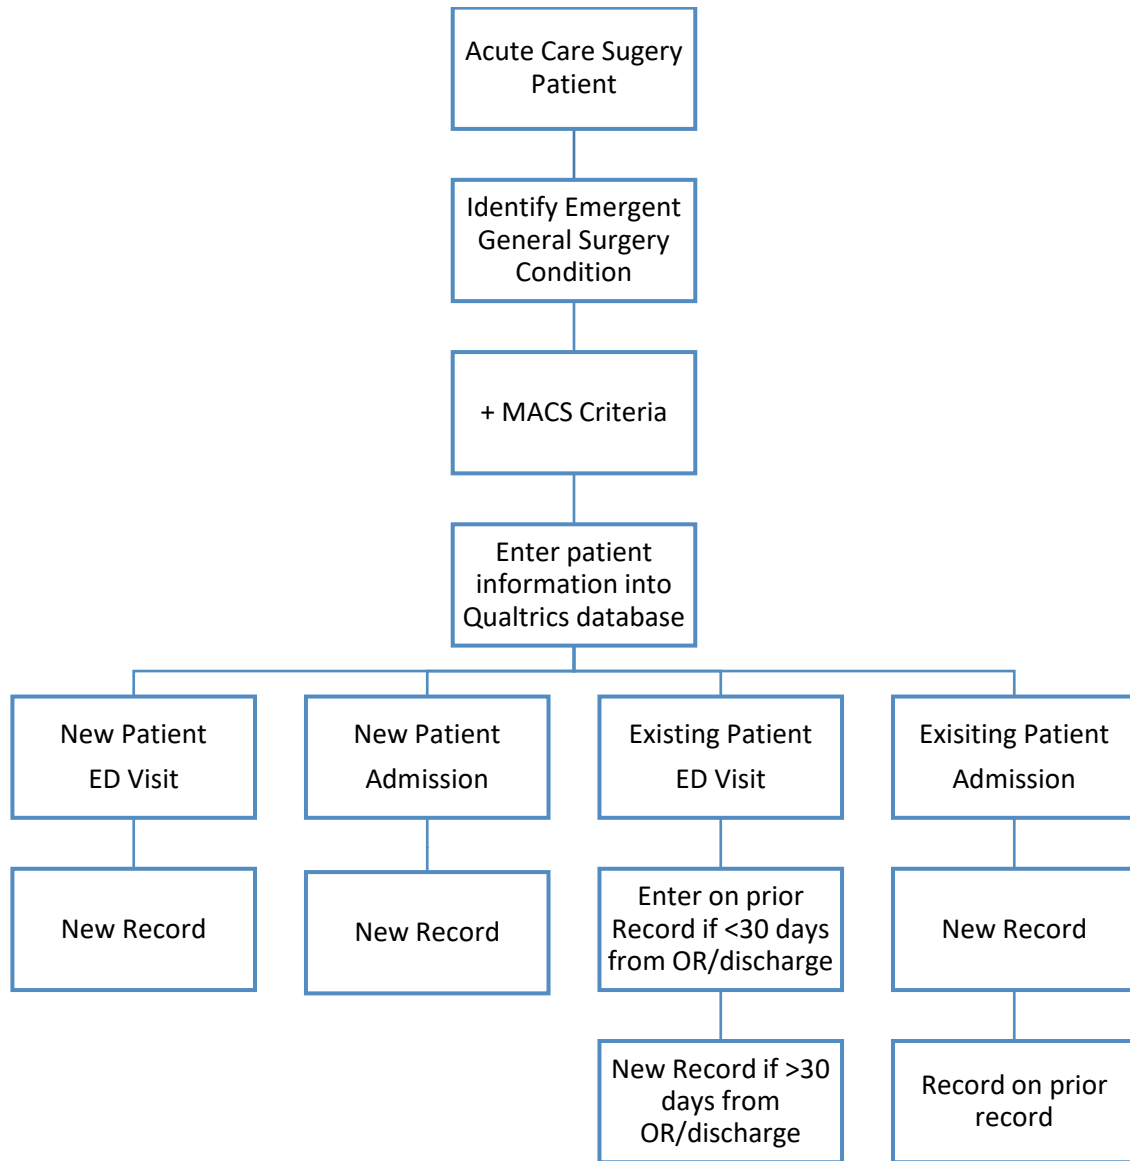 Acute Care Sugery
Patient
Identify Emergent
General Surgery
Condition
+ MACS Criteria
Enter patient
information into
Qualtrics database
New Patient
ED Visit
New Record
New Patient
Admission
New Record
Existing Patient
ED Visit
Enter on prior
Record if <30 days
from OR/discharge
New Record if >30
days from
OR/discharge
Exisiting Patient
Admission
New Record
Record on prior
record